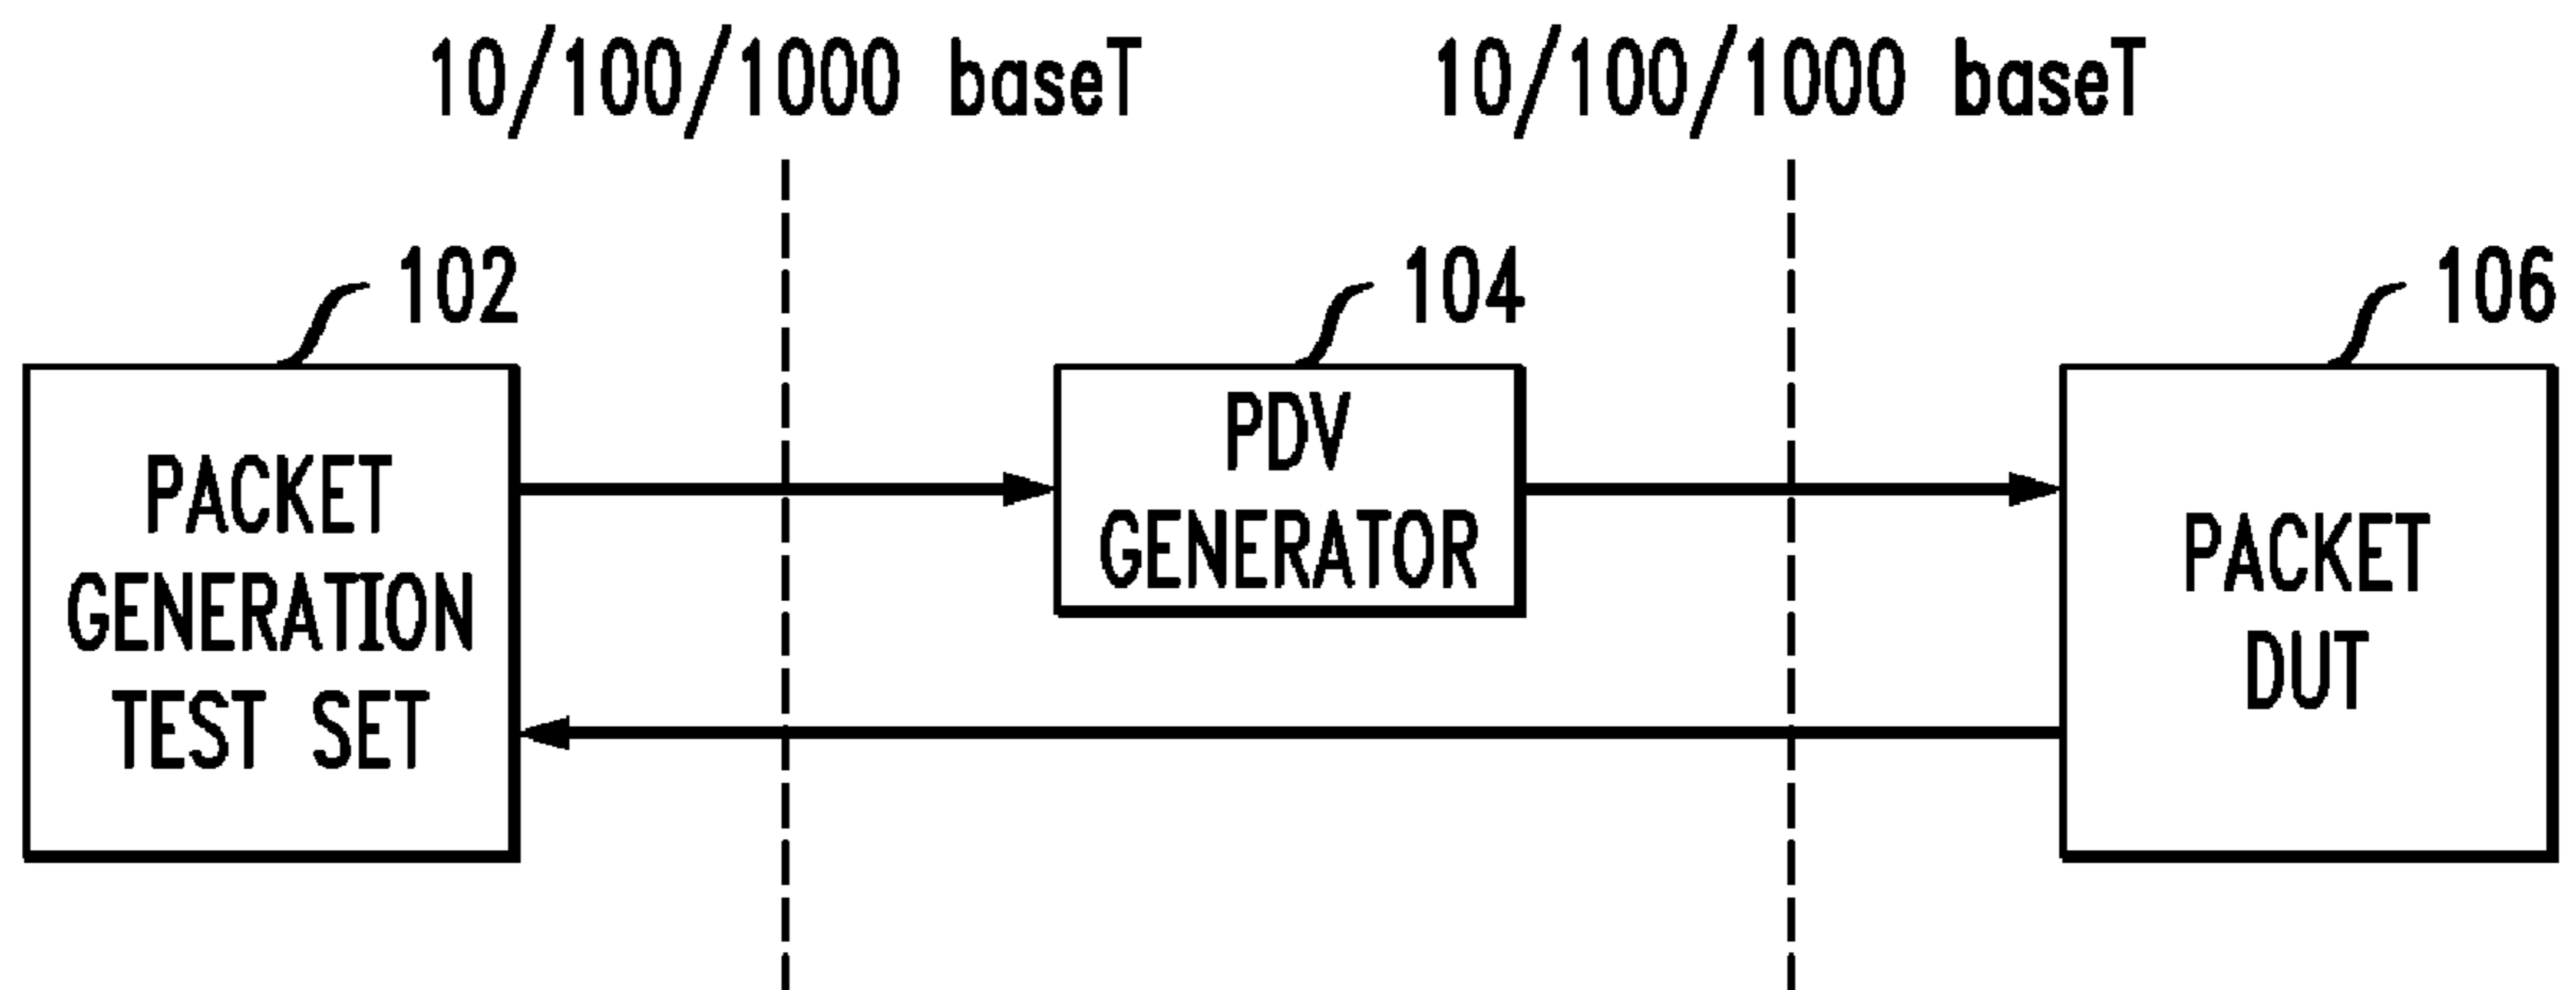 10/100/1000 baseT
10/100/1000 baseT
102
104
106
PACKET
GENERATION
TEST SET
PDV
GENERATOR
PACKET
DUT